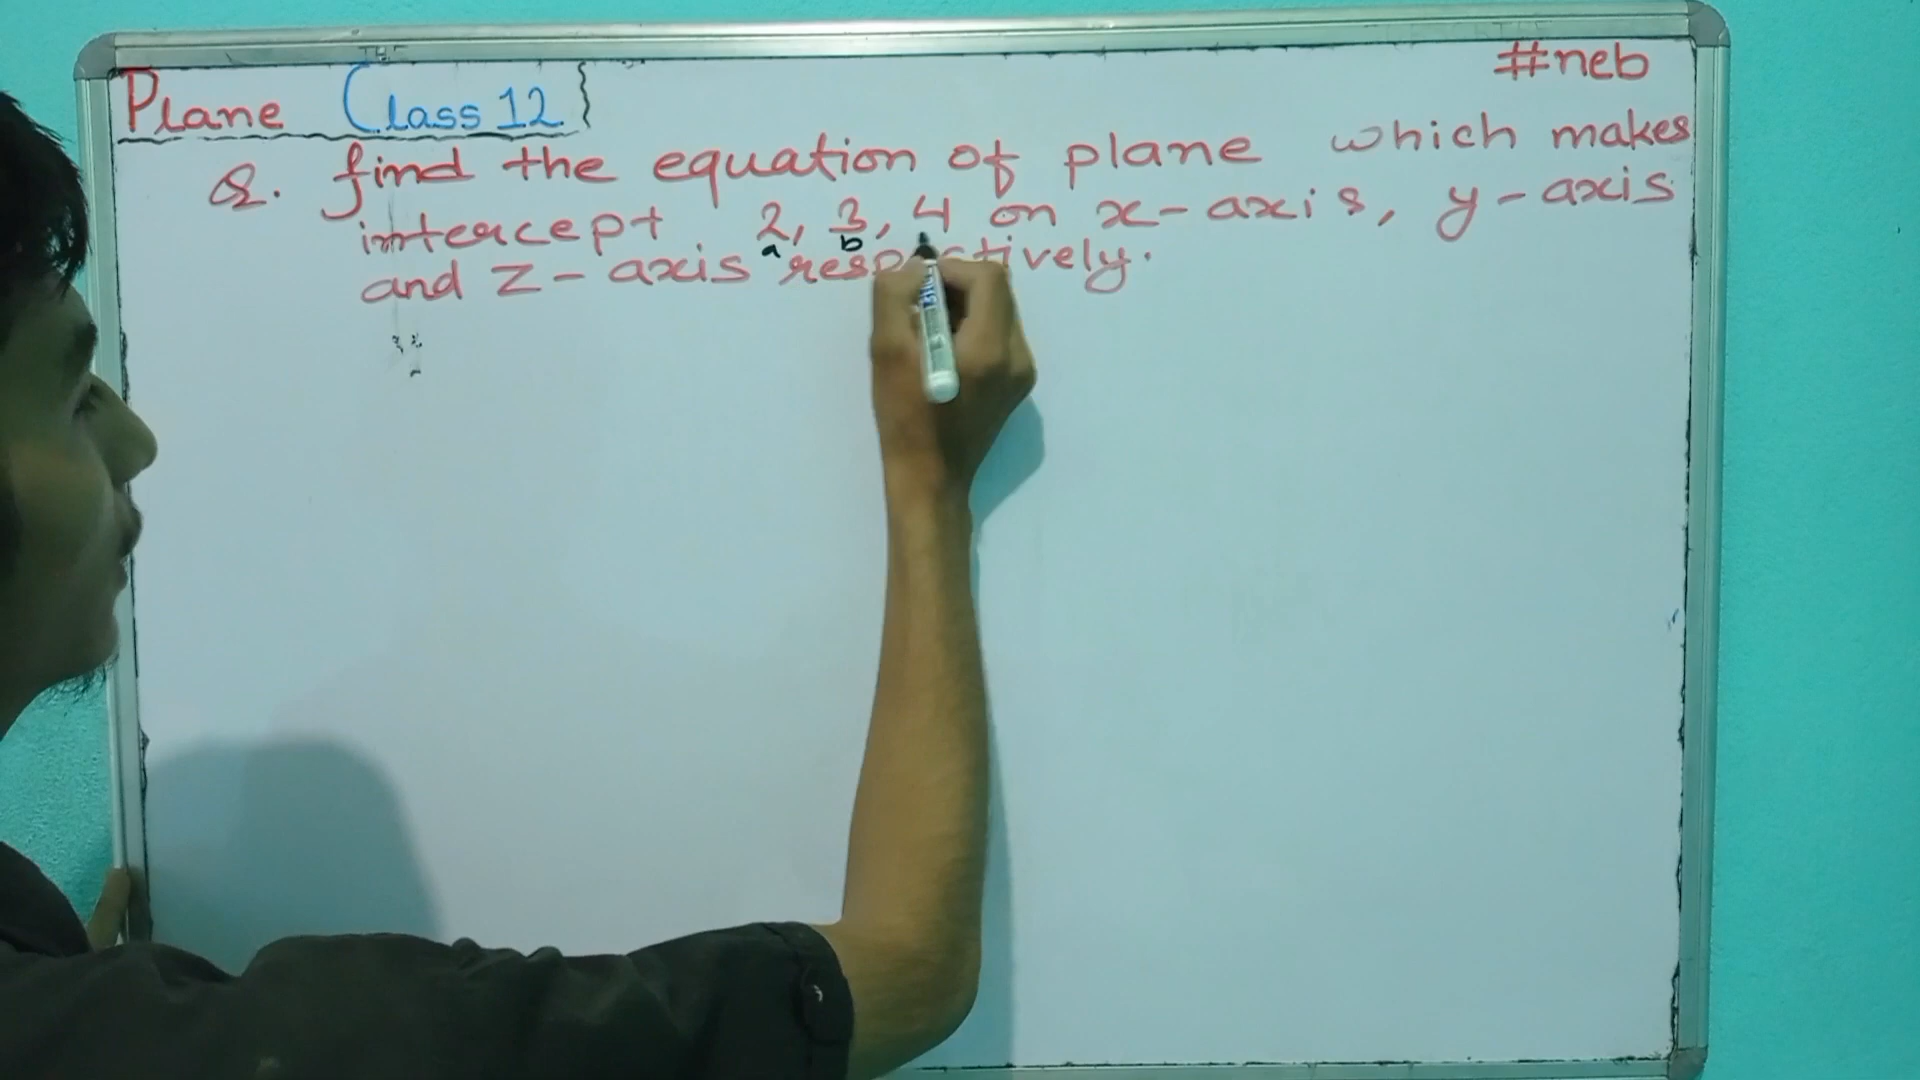 #neb
Plane Class 12}
Q. find the equation of plane which makes
intercept 2, 3, 4 on x-axis, y-axis
a b
and z-axis respectively.